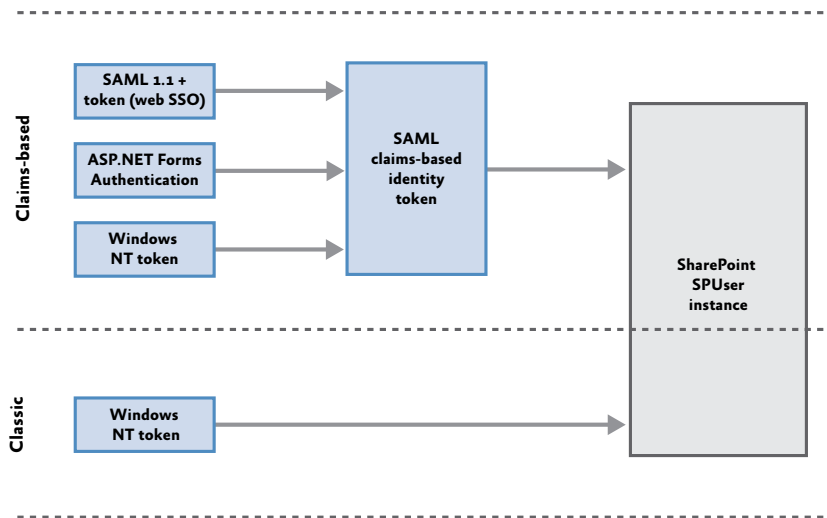 Claims-based
SAML 1.1 +
token (web SSO)
ASP.NET Forms
Authentication
Windows
NT token
SAML
claims-based
identity
token
SharePoint
SPUser
instance
Classic
Windows
NT token